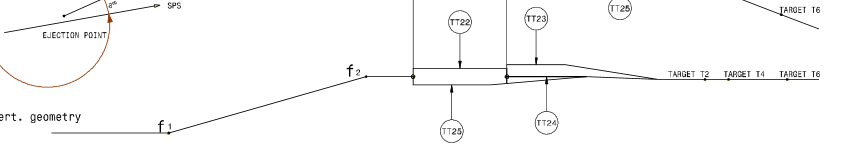 SPS
EJECTION POINT
TT22
TT23
TT25
TARGET T6
f2
TARGET T2 TARGET T4 TARGET T6
ert. geometry
f1
TT25
TT24